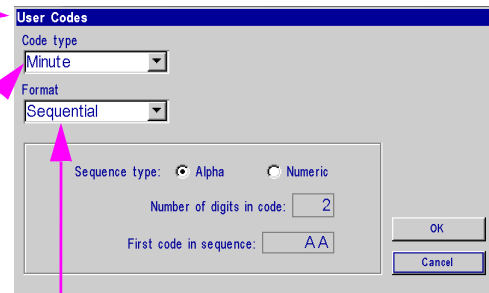 User Codes
Code type
Minute
Format
Sequential
Sequence type: Alpha Numeric
Number of digits in code: 2
First code in sequence: AA
OK
Cancel